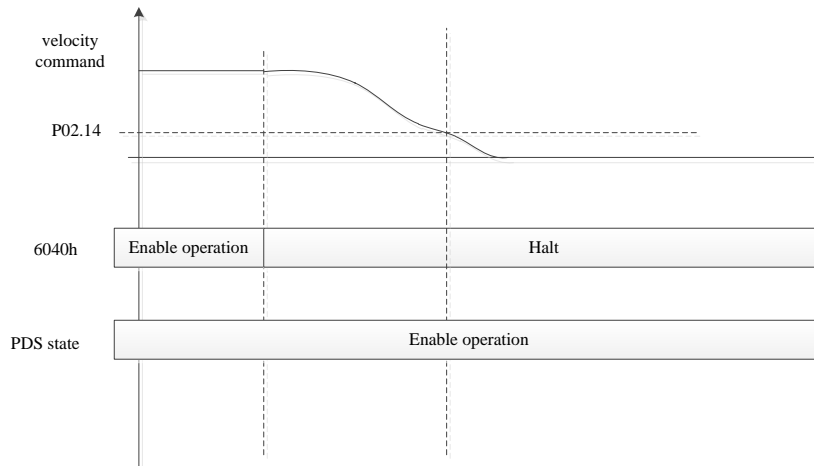 velocity
command
P02.14
6040h
Enable operation
Halt
PDS state
Enable operation